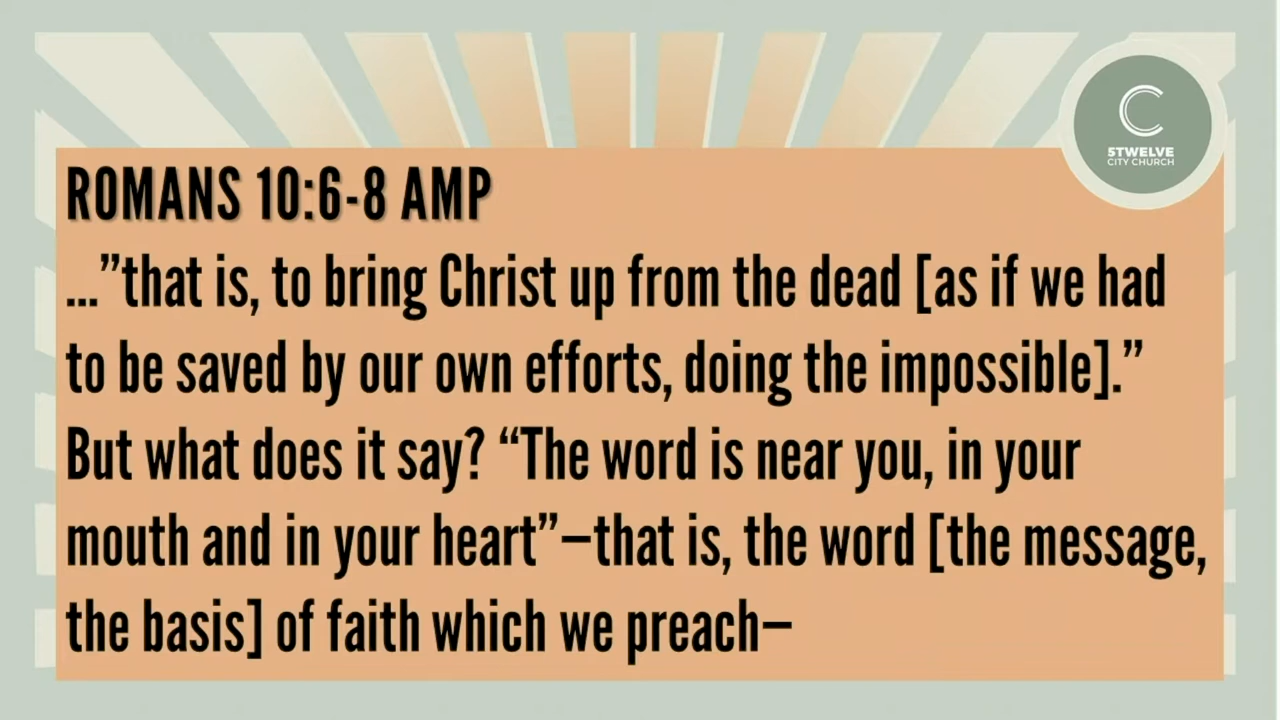 5TWELVE
CITY CHURCH
ROMANS 10:6-8 AMP
...”that is, to bring Christ up from the dead [as if we had
to be saved by our own efforts, doing the impossible].”
But what does it say? “The word is near you, in your
mouth and in your heart”—that is, the word [the message,
the basis] of faith which we preach—